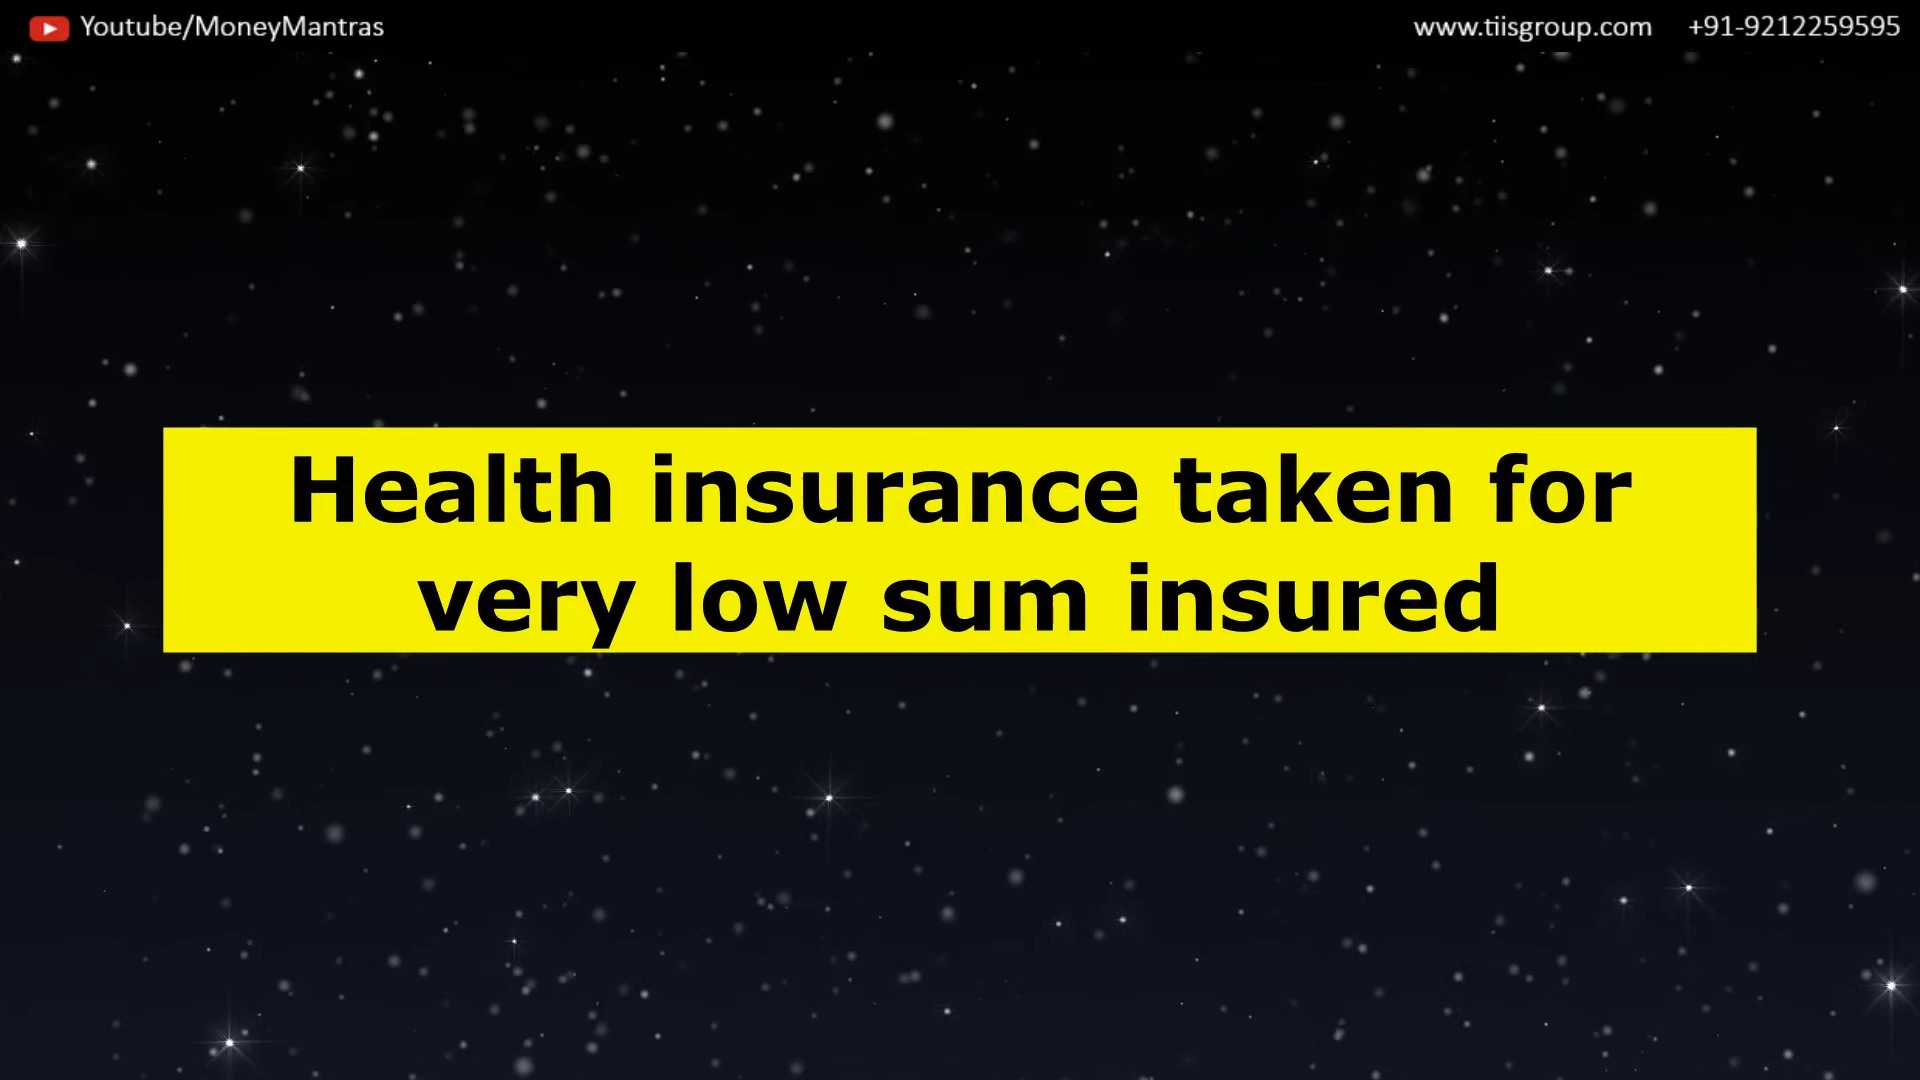 Youtube/MoneyMantras
www.tiisgroup.com +91-9212259595
Health insurance taken for
very low sum insured